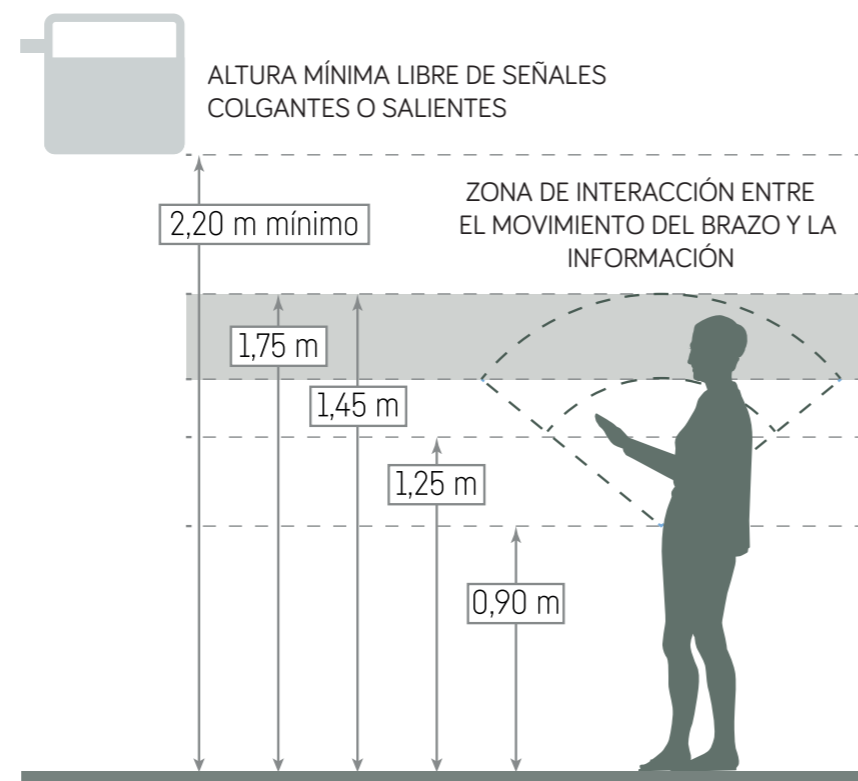 ALTURA MÍNIMA LIBRE DE SEÑALES
COLGANTES O SALIENTES
ZONA DE INTERACCIÓN ENTRE
EL MOVIMIENTO DEL BRAZO Y LA
INFORMACIÓN
2,20 m mínimo
1,75 m
1,45 m
1,25 m
0,90 m